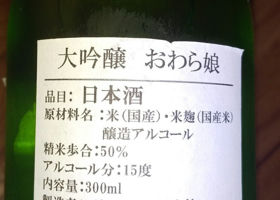 大吟醸 おわら娘
品目：日本酒
原材料名：米（国産）・米麹（国産米）
醸造アルコール
精米歩合：50%
アルコール分：15度
内容量：300ml